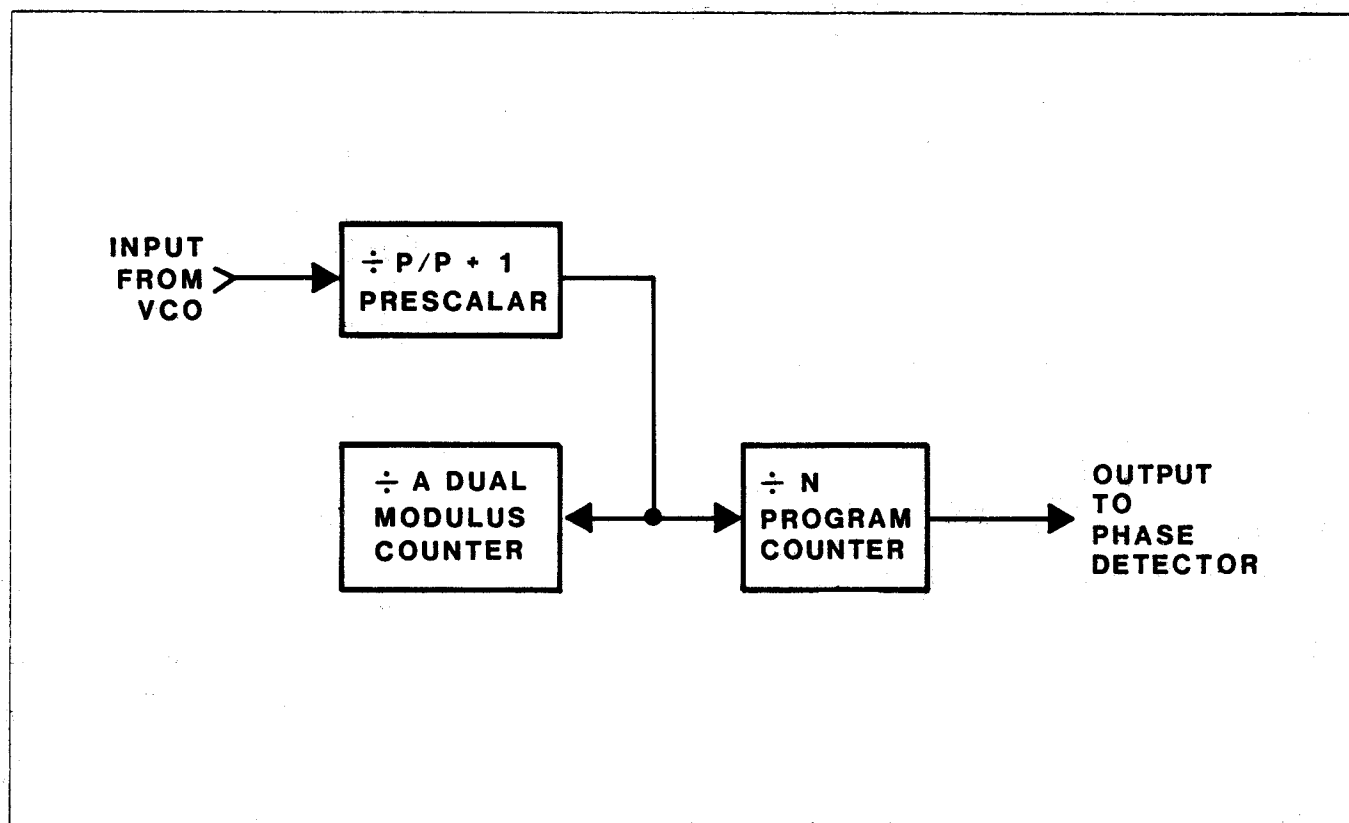 INPUT
FROM
VCO
÷ P/P + 1
PRESCALAR
÷ A DUAL
MODULUS
COUNTER
÷ N
PROGRAM
COUNTER
OUTPUT
TO
PHASE
DETECTOR